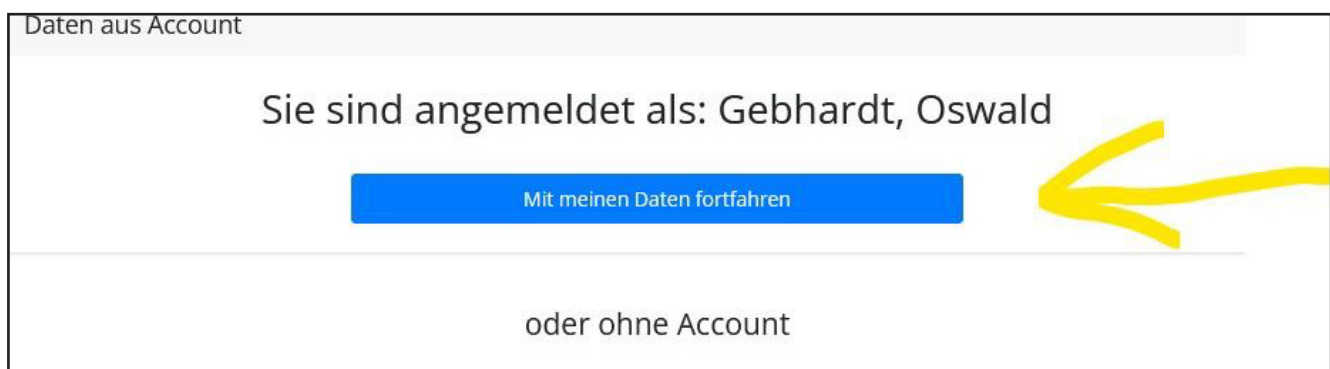 Daten aus Account
Sie sind angemeldet als: Gebhardt, Oswald
Mit meinen Daten fortfahren
oder ohne Account